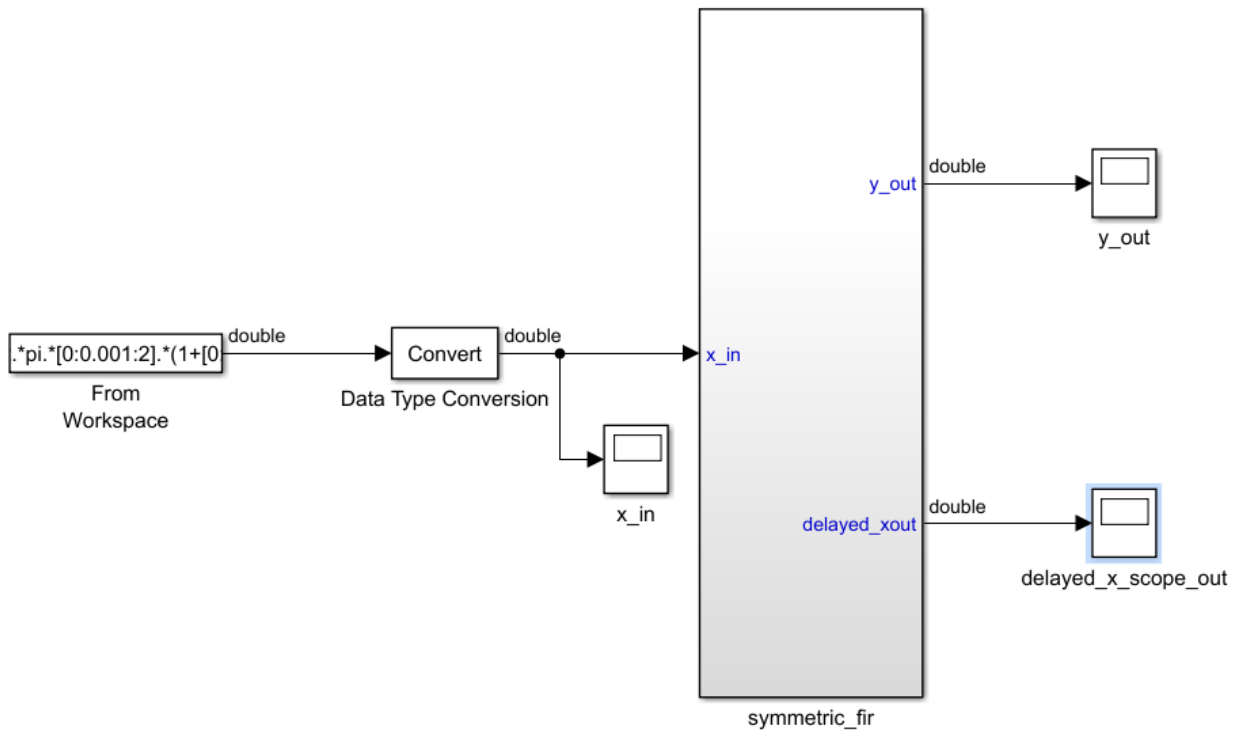 double
y_out
y_out
.*pi.*[0:0.001:2].*(1+[0
double
Convert
double
x_in
From
Workspace
Data Type Conversion
x_in
delayed_xout
double
delayed_x_scope_out
symmetric_fir